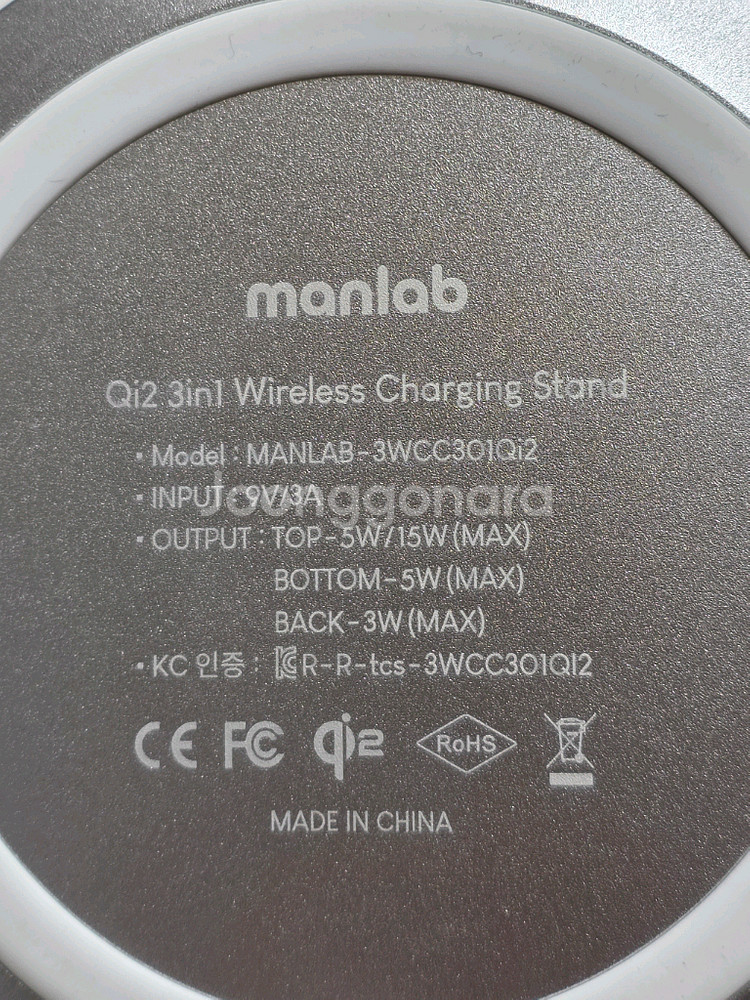 manlab
Qi2 3in1 Wireless Charging Stand
• Model : MANLAB-3WCC301Qi2
• INPUT : 9V/3A
Joonggonara
• OUTPUT : TOP-5W/15W(MAX)
BOTTOM-5W(MAX)
BACK-3W(MAX)
• KC 인증 : R-R-tcs-3WCC301QI2
CE FC qi2 RoHS
MADE IN CHINA